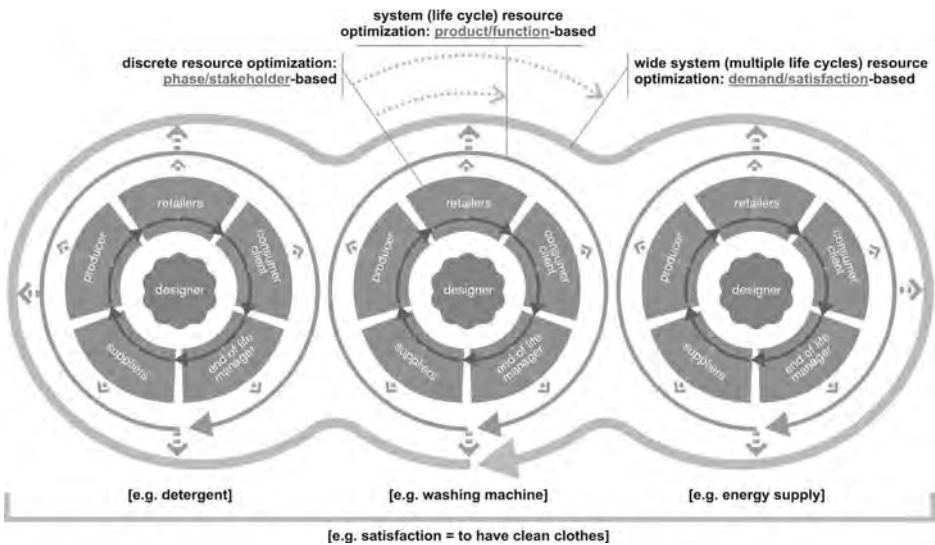 system (life cycle) resource
optimization: product/function-based
discrete resource optimization:
phase/stakeholder-based
wide system (multiple life cycles) resource
optimization: demand/satisfaction-based
retailers
producer
consumer
client
designer
suppliers
end of life
manager
retailers
producer
consumer
client
designer
suppliers
end of life
manager
retailers
producer
consumer
client
designer
suppliers
end of life
manager
[e.g. detergent]
[e.g. washing machine]
[e.g. energy supply]
[e.g. satisfaction = to have clean clothes]